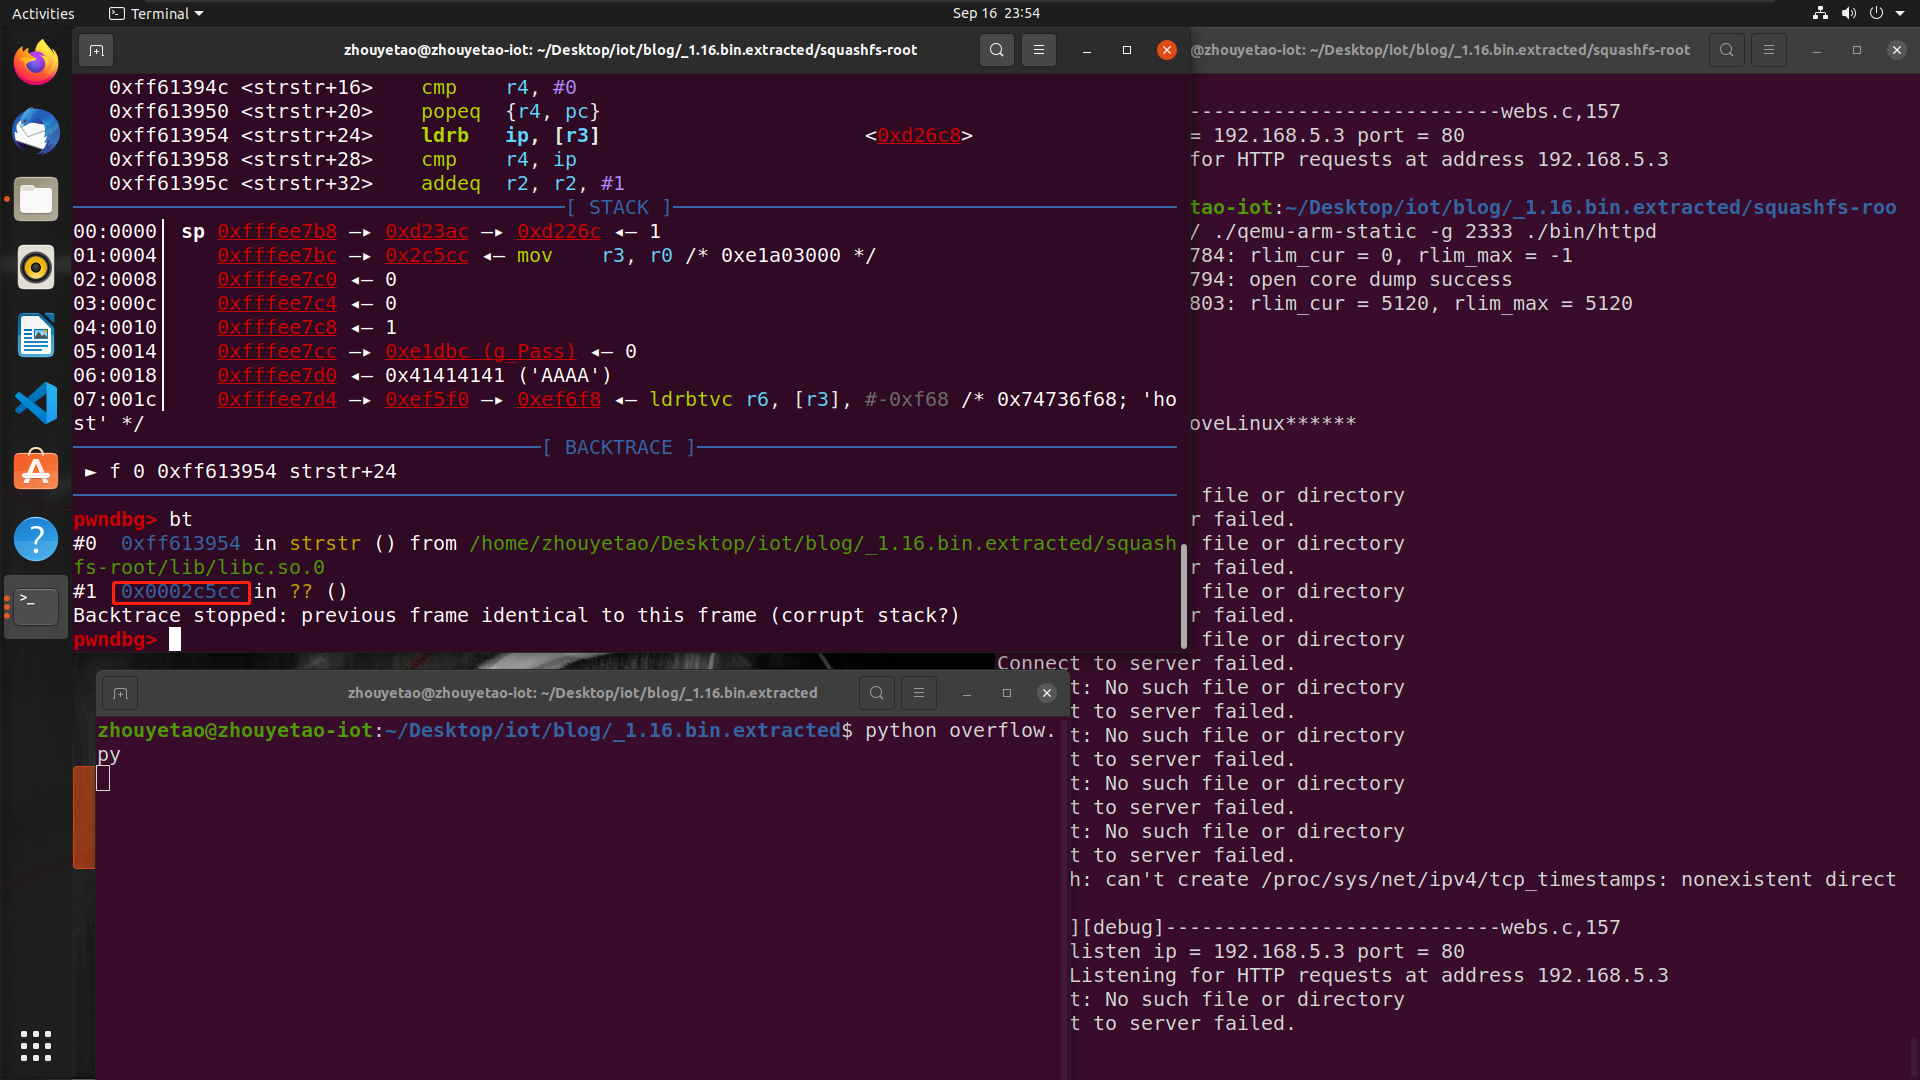 Activities
Terminal
Sep 16 23:54
zhouyetao@zhouyetao-iot: ~/Desktop/iot/blog/_1.16.bin.extracted/squashfs-root
0xff61394c <strstr+16> cmp r4, #0
0xff613950 <strstr+20> popeq {r4, pc}
0xff613954 <strstr+24> ldrb ip, [r3] <0xd26c8>
0xff613958 <strstr+28> cmp r4, ip
0xff61395c <strstr+32> addeq r2, r2, #1
[ STACK ]
00:0000│ sp 0xfffee7b8 —▸ 0xd23ac —▸ 0xd226c ◂— 1
01:0004│ 0xfffee7bc —▸ 0x2c5cc ◂— mov r3, r0 /* 0xe1a03000 */
02:0008│ 0xfffee7c0 ◂— 0
03:000c│ 0xfffee7c4 ◂— 0
04:0010│ 0xfffee7c8 ◂— 1
05:0014│ 0xfffee7cc —▸ 0xe1dbc (g_Pass) ◂— 0
06:0018│ 0xfffee7d0 ◂— 0x41414141 ('AAAA')
07:001c│ 0xfffee7d4 —▸ 0xef5f0 —▸ 0xef6f8 ◂— ldrbtvc r6, [r3], #-0xf68 /* 0x74736f68; 'ho
st' */
[ BACKTRACE ]
► f 0 0xff613954 strstr+24
pwndbg> bt
#0 0xff613954 in strstr () from /home/zhouyetao/Desktop/iot/blog/_1.16.bin.extracted/squash
fs-root/lib/libc.so.0
#1 0x0002c5cc in ?? ()
Backtrace stopped: previous frame identical to this frame (corrupt stack?)
pwndbg>
@zhouyetao-iot: ~/Desktop/iot/blog/_1.16.bin.extracted/squashfs-root
---------------------------webs.c,157
= 192.168.5.3 port = 80
for HTTP requests at address 192.168.5.3
tao-iot:~/Desktop/iot/blog/_1.16.bin.extracted/squashfs-roo
/ ./qemu-arm-static -g 2333 ./bin/httpd
784: rlim_cur = 0, rlim_max = -1
794: open core dump success
803: rlim_cur = 5120, rlim_max = 5120
oveLinux******
file or directory
r failed.
file or directory
r failed.
file or directory
r failed.
file or directory
Connect to server failed.
t: No such file or directory
t to server failed.
t: No such file or directory
t to server failed.
t: No such file or directory
t to server failed.
t: No such file or directory
t to server failed.
h: can't create /proc/sys/net/ipv4/tcp_timestamps: nonexistent direct
][debug]----------------------------webs.c,157
listen ip = 192.168.5.3 port = 80
Listening for HTTP requests at address 192.168.5.3
t: No such file or directory
t to server failed.
zhouyetao@zhouyetao-iot: ~/Desktop/iot/blog/_1.16.bin.extracted
zhouyetao@zhouyetao-iot:~/Desktop/iot/blog/_1.16.bin.extracted$ python overflow.
py